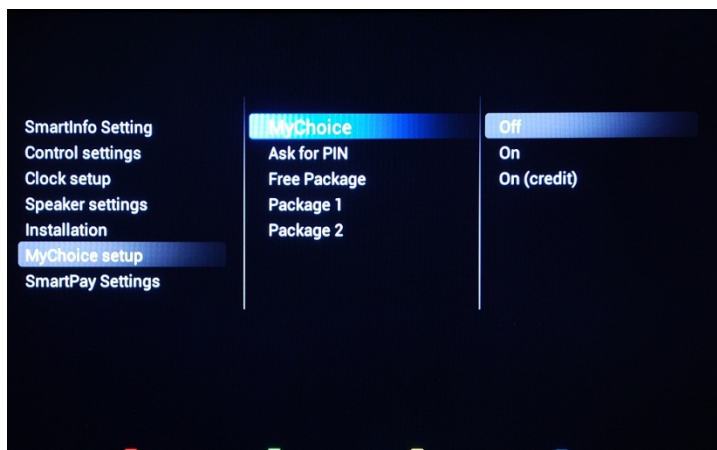 SmartInfo Setting
Control settings
Clock setup
Speaker settings
Installation
MyChoice setup
SmartPay Settings
MyChoice
Ask for PIN
Free Package
Package 1
Package 2
Off
On
On (credit)